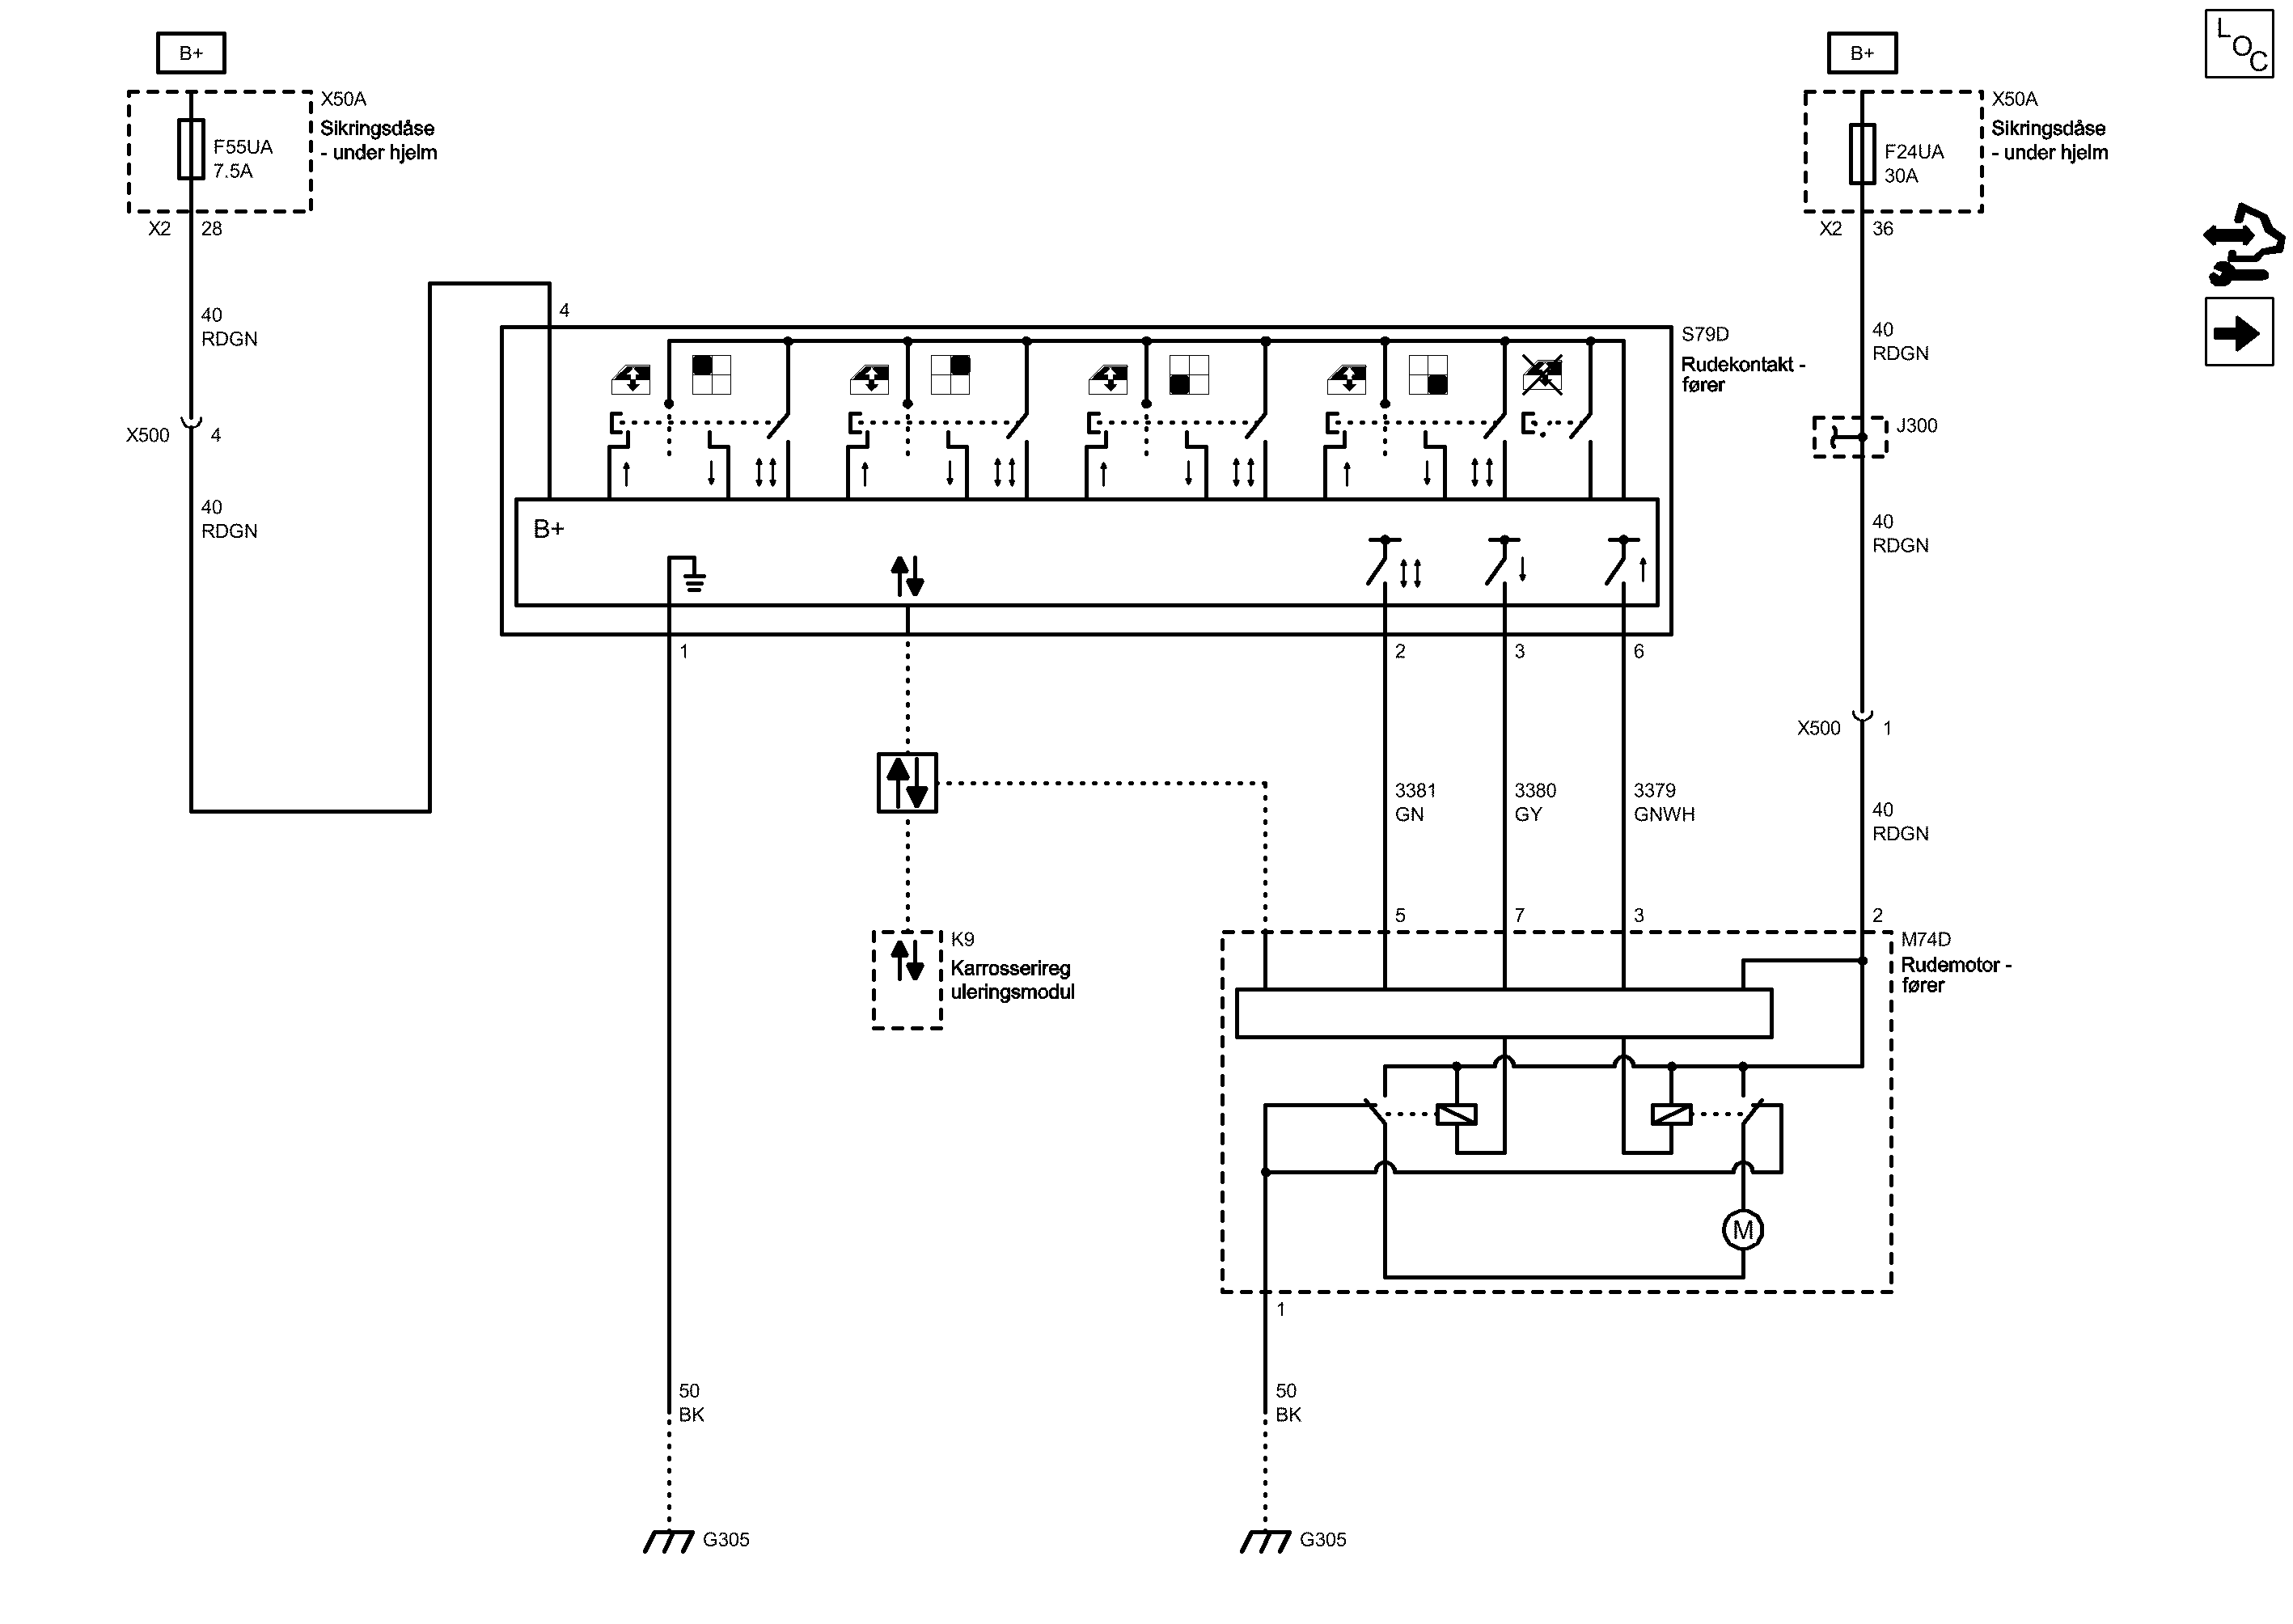 B+
X50A
Sikringsdåse
- under hjelm
F55UA
7.5A
X2 28
40
RDGN
X500 4
40
RDGN
B+
X50A
Sikringsdåse
- under hjelm
F24UA
30A
X2 36
40
RDGN
J300
40
RDGN
X500 1
40
RDGN
2
LOC
4
S79D
Rudekontakt -
fører
B+
1
2
3
6
3381
GN
3380
GY
3379
GNWH
5
7
3
K9
Karrosserireg
uleringsmodul
M74D
Rudemotor -
fører
M
1
50
BK
50
BK
G305
G305